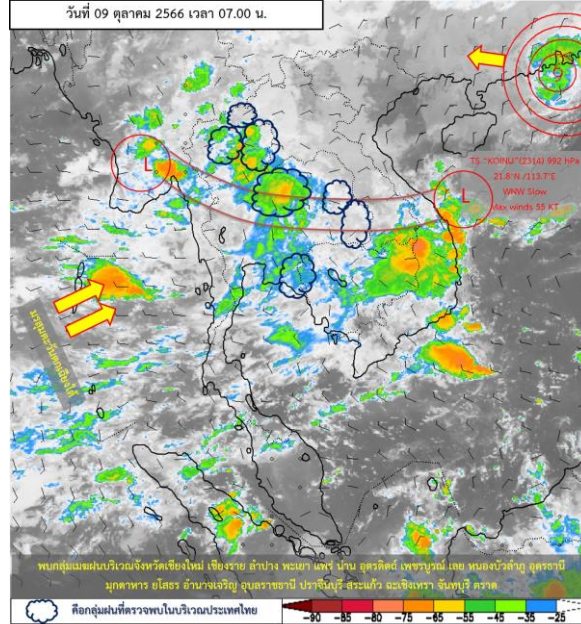 วันที่ 09 ตุลาคม 2566 เวลา 07.00 น.
L
TS "KOINU"(2314) 992 hPa
21.8°N /113.7°E
WNW Slow
Max winds 55 KT
L
มรสุมตะวันตกเฉียงใต้
พบกลุ่มเมฆฝนบริเวณจังหวัดเชียงใหม่ เชียงราย ลำปาง พะเยา แพร่ น่าน อุตรดิตถ์ เพชรบูรณ์ เลย หนองบัวลำภู อุดรธานี
มุกดาหาร ยโสธร อำนาจเจริญ อุบลราชธานี ปราจีนบุรี สระแก้ว ฉะเชิงเทรา จันทบุรี ตราด
คือกลุ่มฝนที่ตรวจพบในบริเวณประเทศไทย
-90 -85 -80 -75 -65 -55 -45 -35 -25